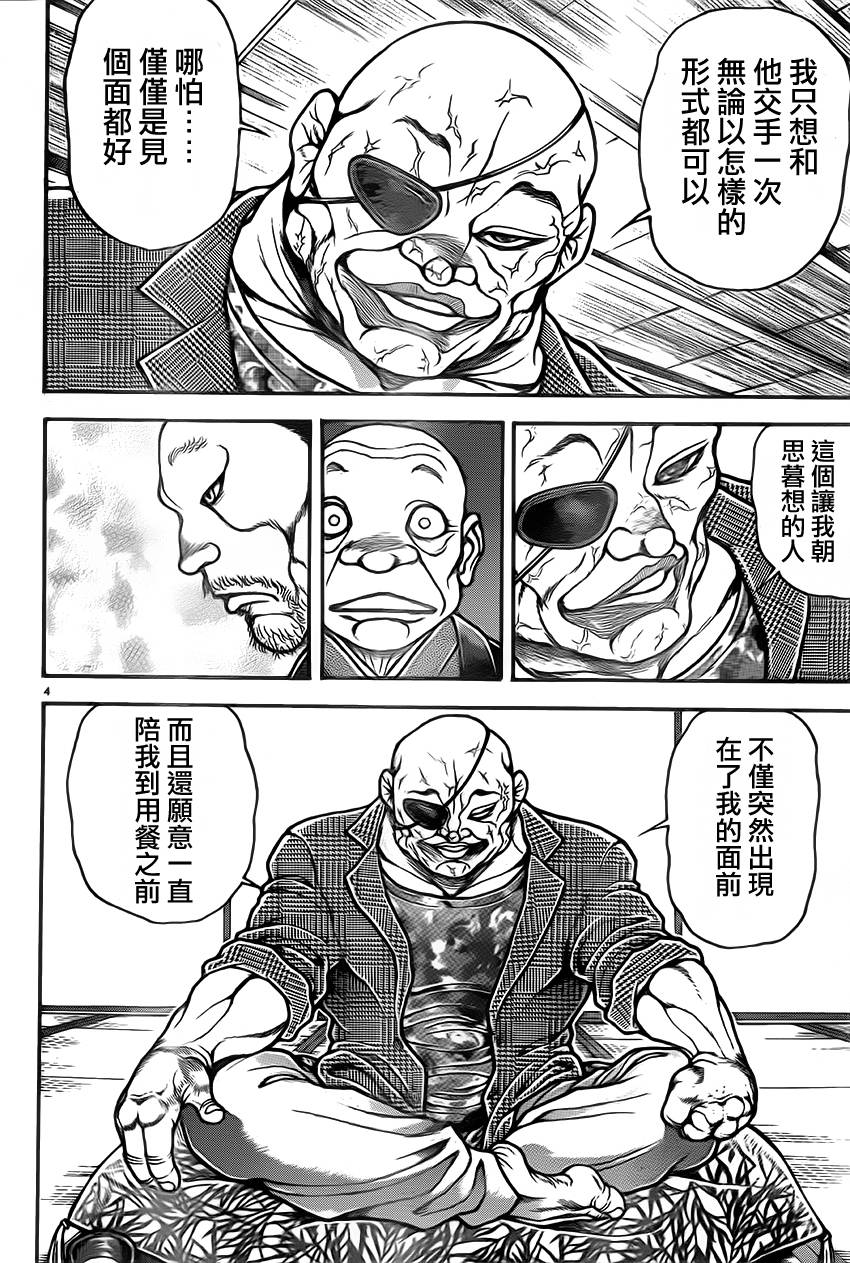 我只想和
他交手一次
無論以怎樣的
形式都可以
哪怕……
僅僅是見
個面都好
這個讓我朝
思暮想的人
4
不僅突然出現
在了我的面前
而且還願意一直
陪我到用餐之前